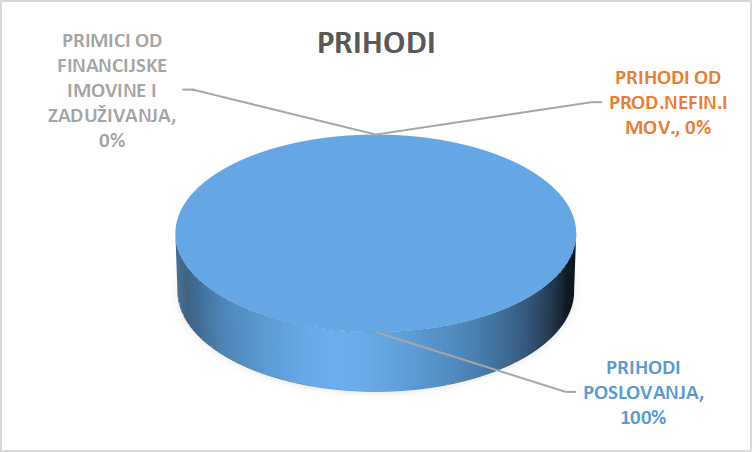 PRIHODI
PRIMICI OD
FINANCIJSKE
IMOVINE I
ZADUŽIVANJA,
0%
PRIHODI OD
PROD.NEFIN.I
MOV., 0%
PRIHODI
POSLOVANJA,
100%